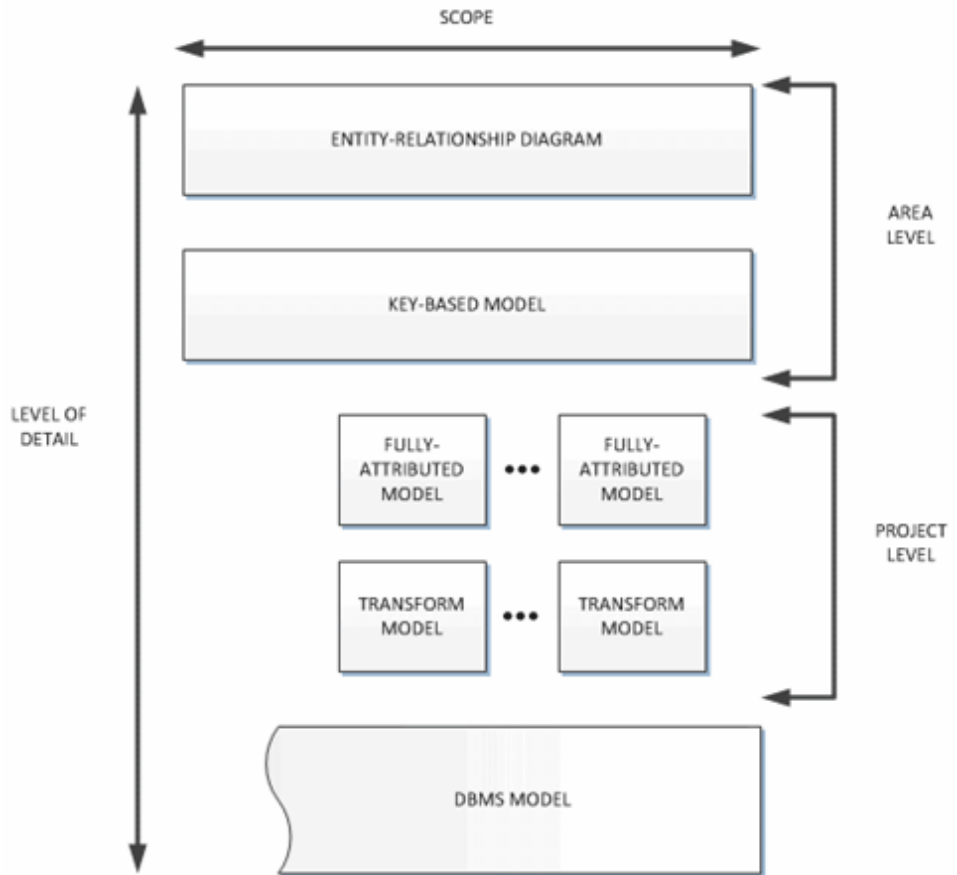 SCOPE
ENTITY-RELATIONSHIP DIAGRAM
AREA
LEVEL
KEY-BASED MODEL
LEVEL OF
DETAIL
FULLY-
ATTRIBUTED
MODEL
FULLY-
ATTRIBUTED
MODEL
PROJECT
LEVEL
TRANSFORM
MODEL
TRANSFORM
MODEL
DBMS MODEL